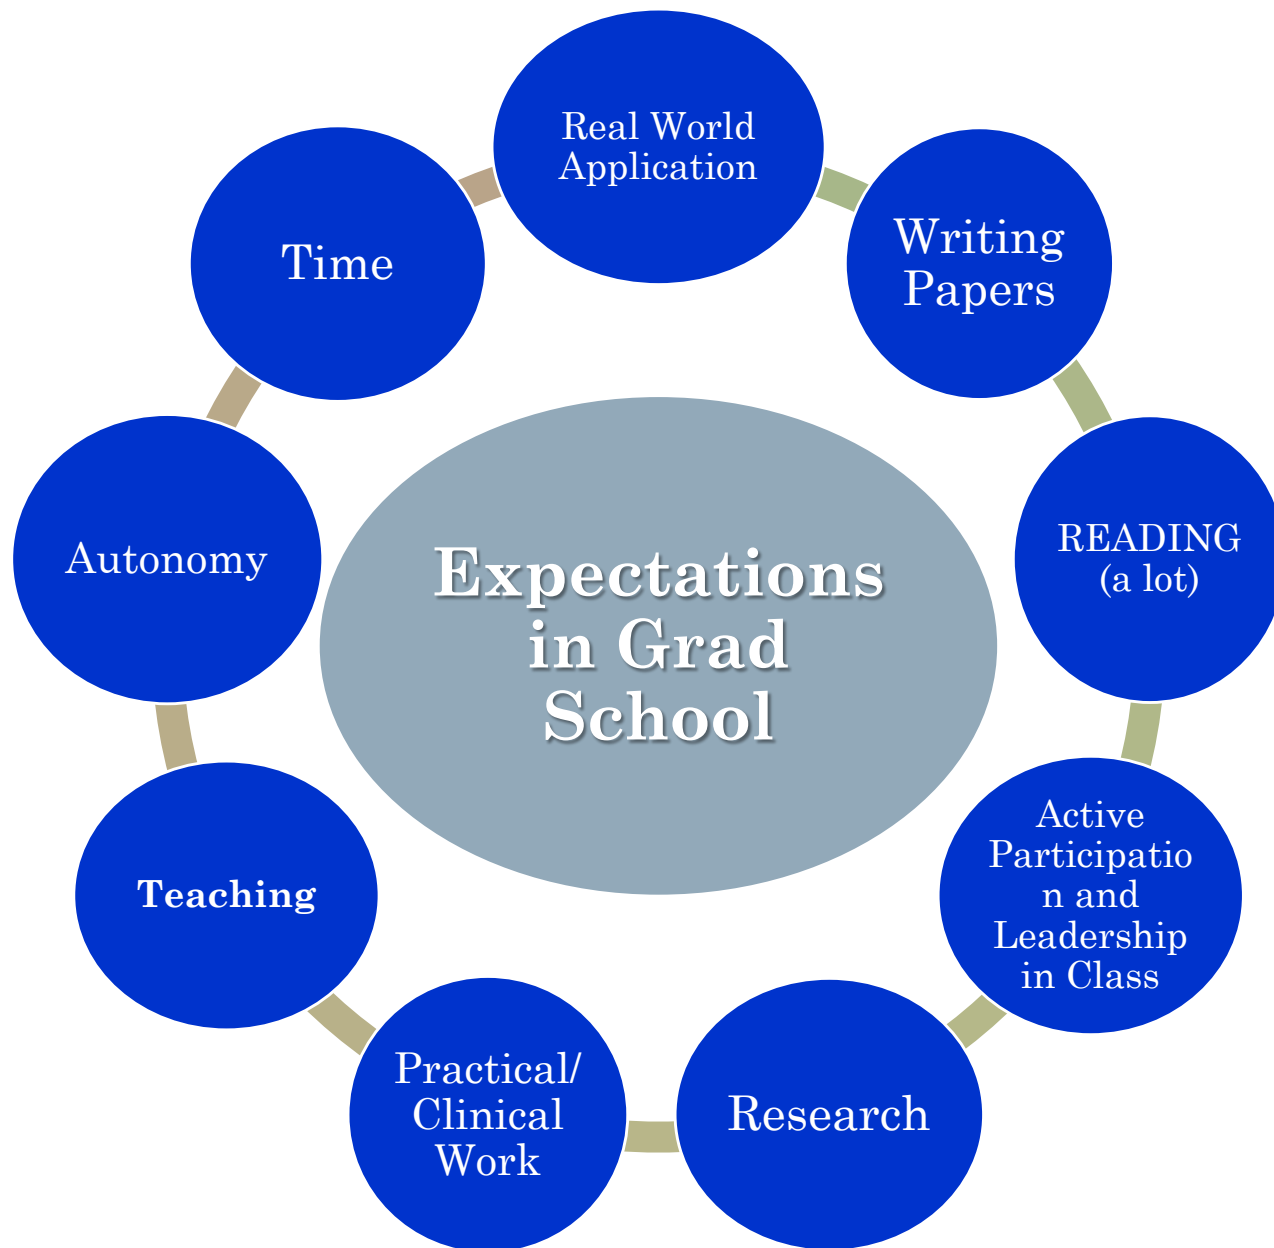 Real World
Application
Writing
Papers
READING
(a lot)
Active
Participatio
n and
Leadership
in Class
Research
Practical/
Clinical
Work
Teaching
Autonomy
Time
Expectations
in Grad
School